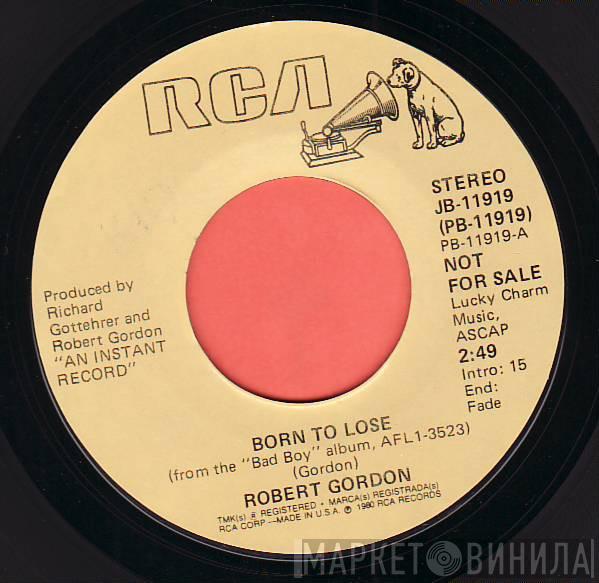 RCA
STEREO
JB-11919
(PB-11919)
PB-11919-A
NOT
FOR SALE
Lucky Charm
Music,
ASCAP
2:49
Intro: 15
End:
Fade
Produced by
Richard
Gottehrer and
Robert Gordon
"AN INSTANT
RECORD"
BORN TO LOSE
(from the "Bad Boy" album, AFL1-3523)
(Gordon)
ROBERT GORDON
TMK(s) ® REGISTERED • MARCA(s) REGISTRADA(s)
RCA CORP.—MADE IN U.S.A. ℗ 1980 RCA RECORDS
МАРКЕТ ВИНИЛА